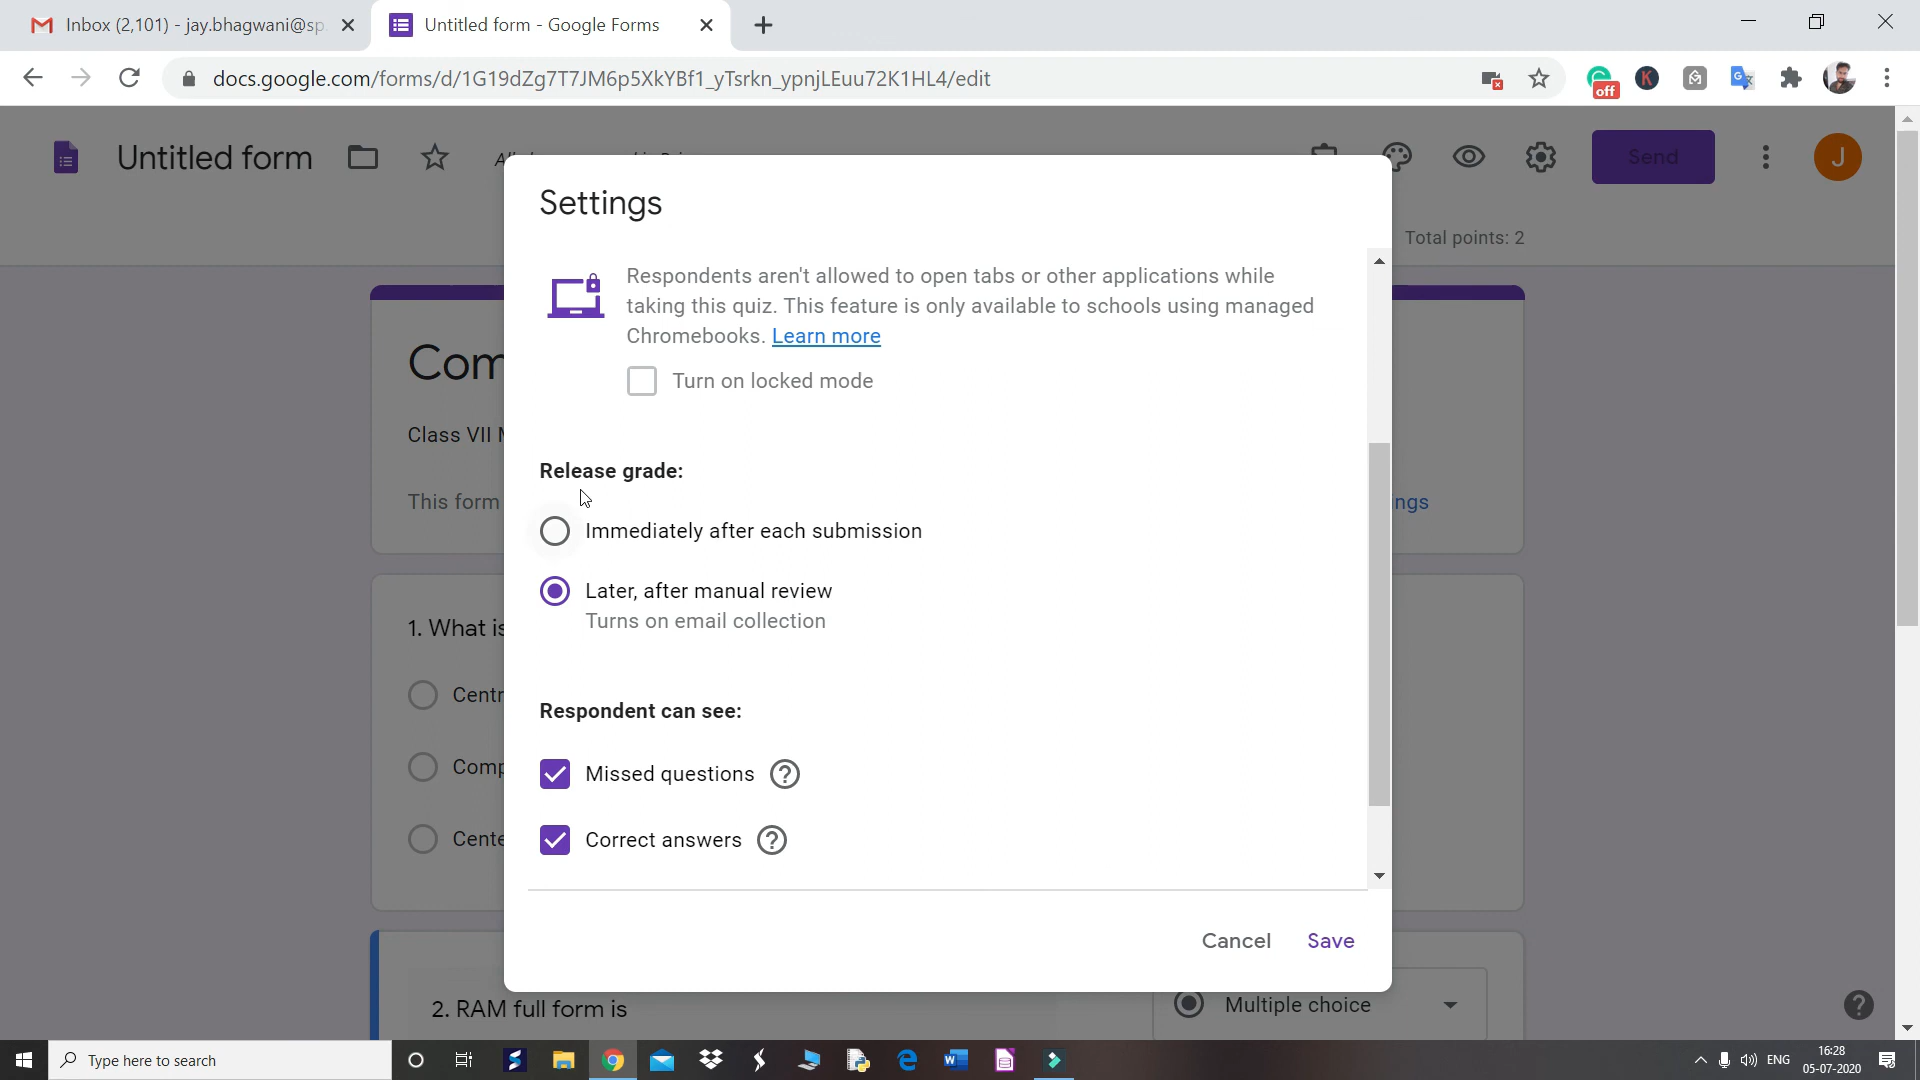 Inbox (2,101) - jay.bhagwani@sp
Untitled form - Google Forms
docs.google.com/forms/d/1G19dZg7T7JM6p5XkYBf1_yTsrkn_ypnjLEuu72K1HL4/edit
off
K
Untitled form
Send
J
Settings
Total points: 2
Respondents aren't allowed to open tabs or other applications while
taking this quiz. This feature is only available to schools using managed
Chromebooks. Learn more
Turn on locked mode
Com
Class VII
Release grade:
This form
ngs
Immediately after each submission
Later, after manual review
Turns on email collection
1. What is
Centr
Respondent can see:
Comp
Missed questions
Cente
Correct answers
Cancel
Save
2. RAM full form is
Multiple choice
Type here to search
ENG
16:28
05-07-2020